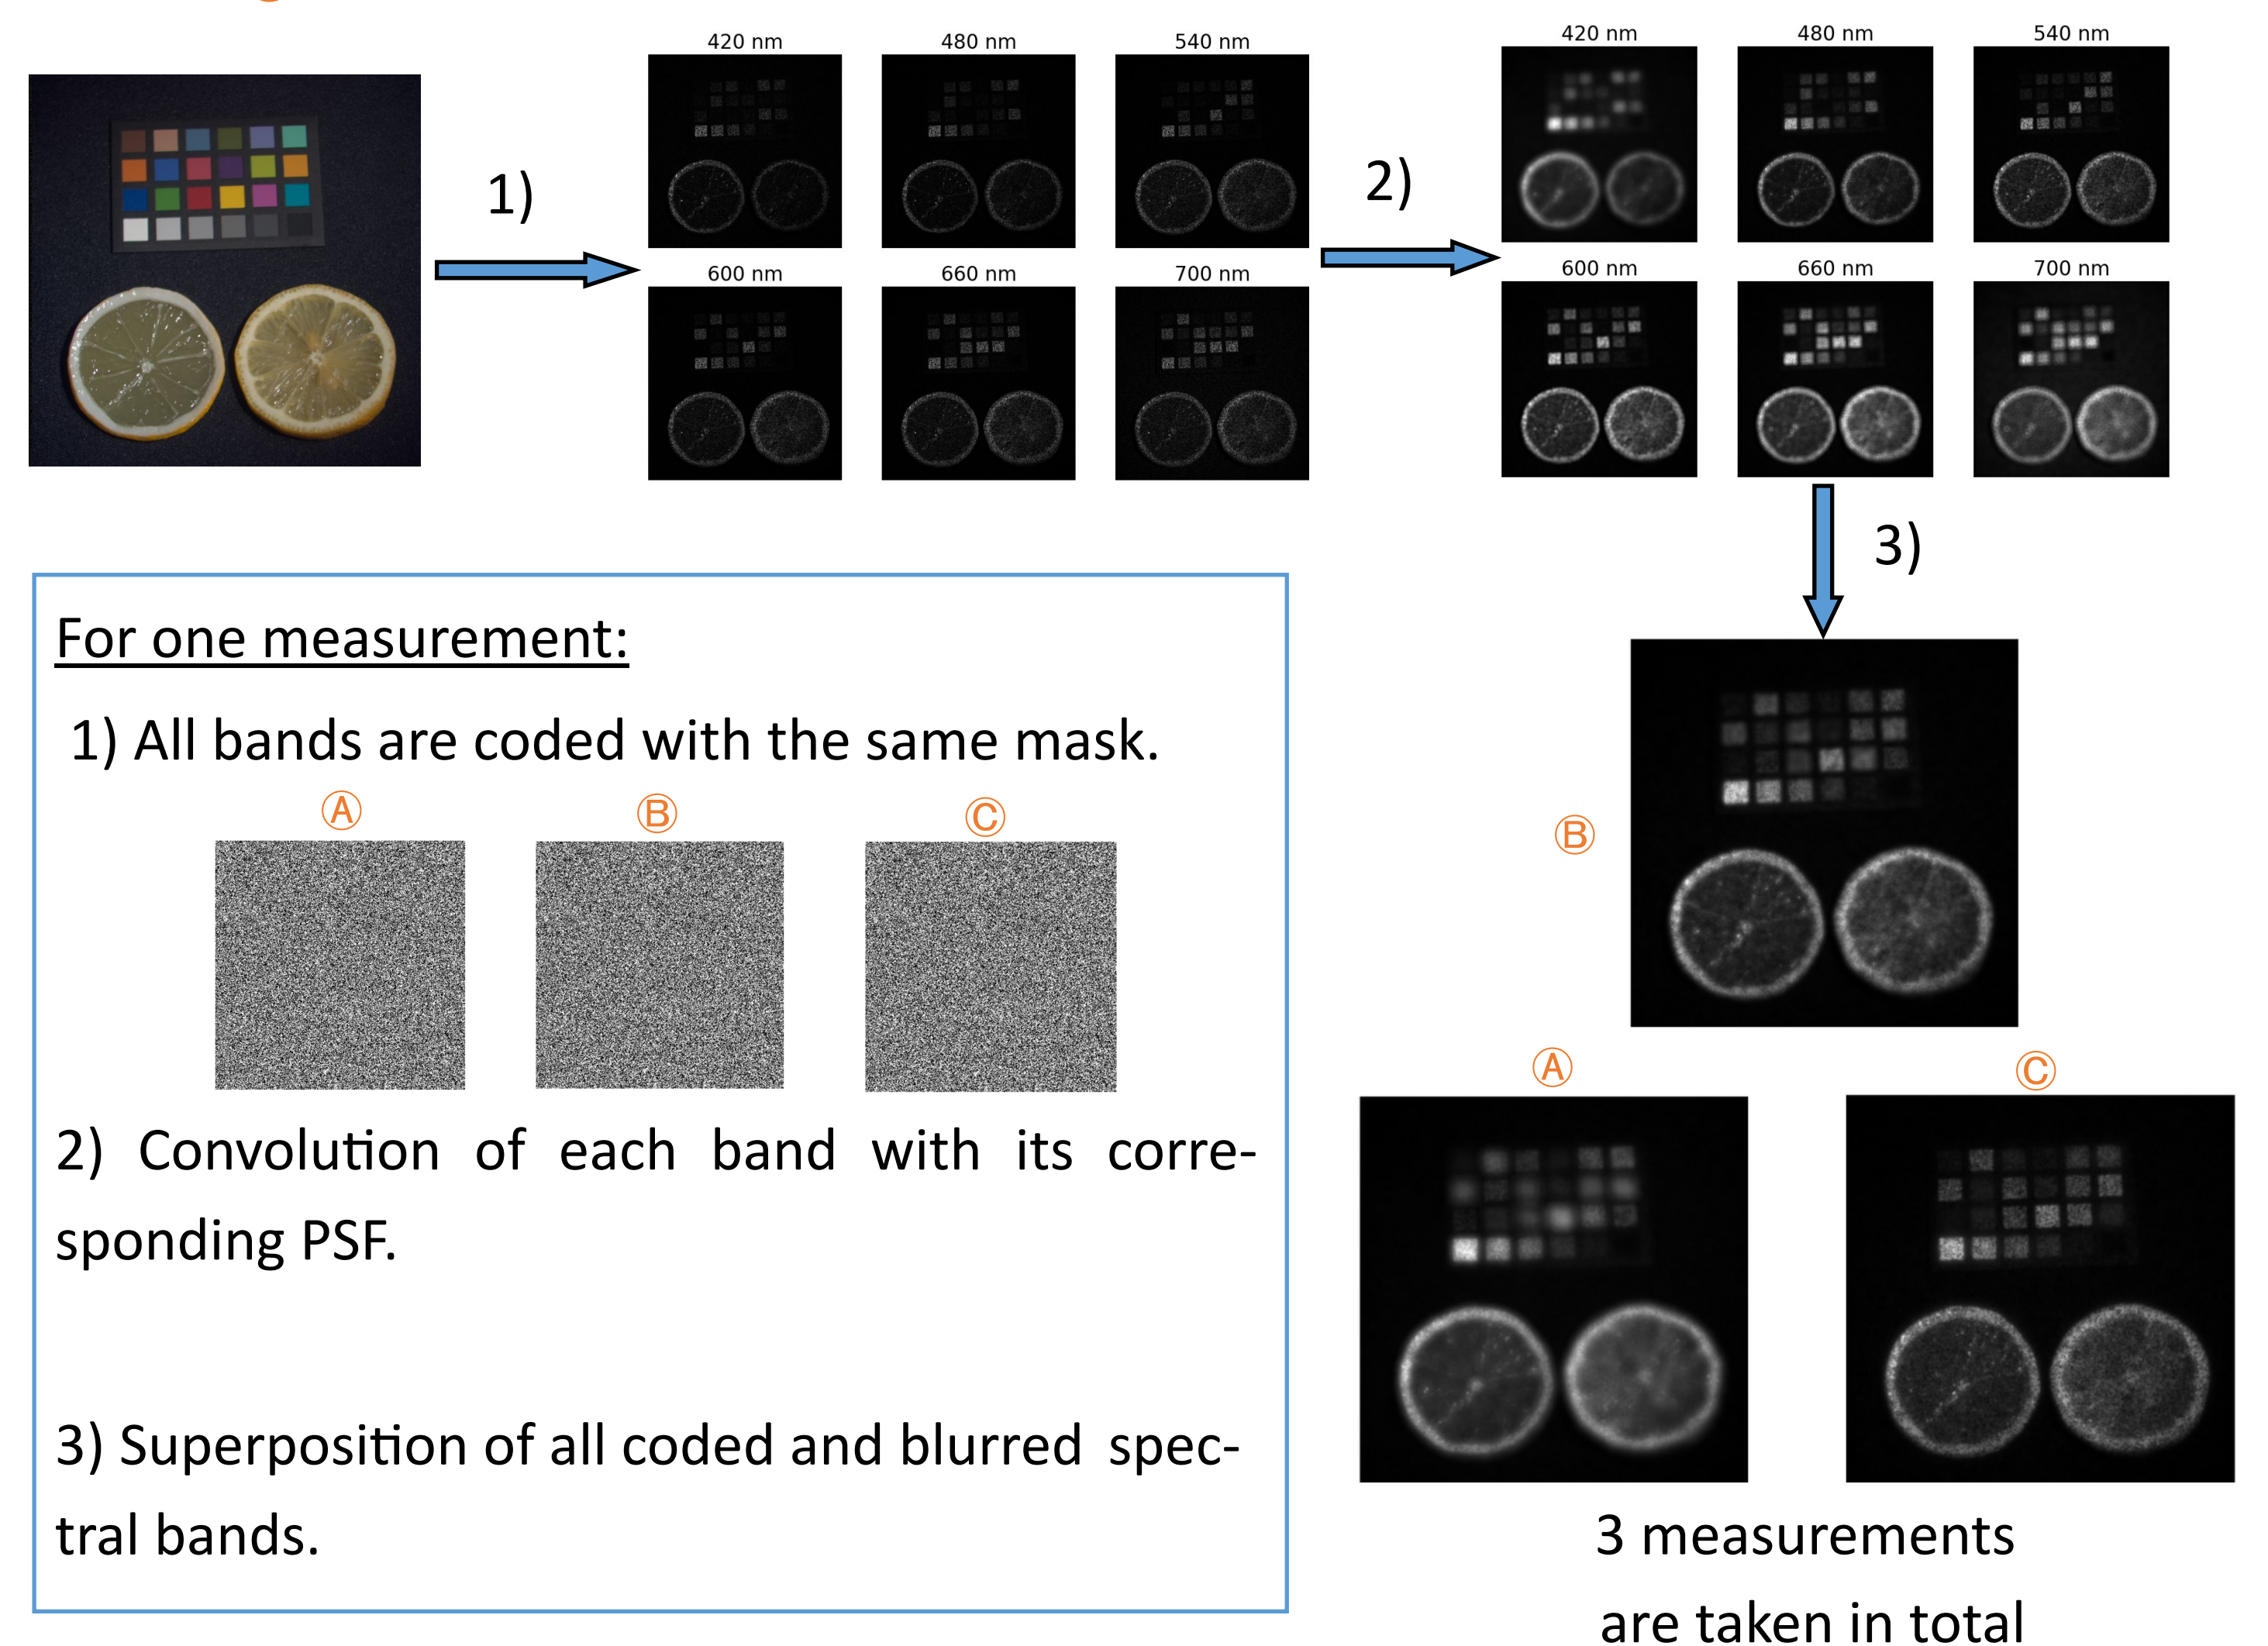 420 nm 480 nm 540 nm
600 nm 660 nm 700 nm
1)
2)
420 nm 480 nm 540 nm
600 nm 660 nm 700 nm
3)
For one measurement:
1) All bands are coded with the same mask.
Ⓐ Ⓑ Ⓒ
2) Convolution of each band with its corre-
sponding PSF.
3) Superposition of all coded and blurred spec-
tral bands.
Ⓑ
Ⓐ Ⓒ
3 measurements
are taken in total